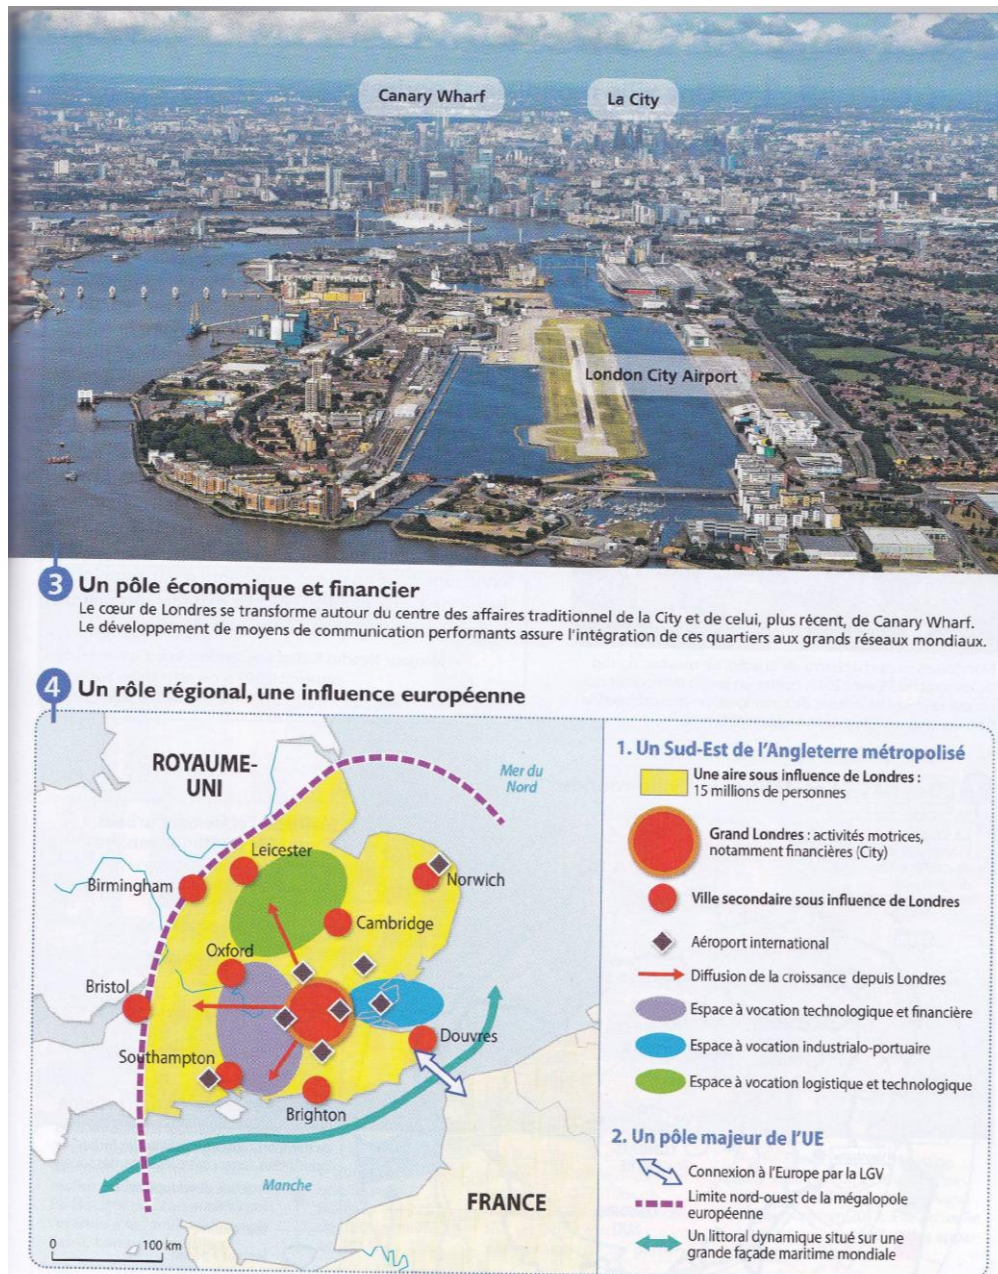 Canary Wharf
La City
London City Airport
3
Un pôle économique et financier
Le cœur de Londres se transforme autour du centre des affaires traditionnel de la City et de celui, plus récent, de Canary Wharf.
Le développement de moyens de communication performants assure l'intégration de ces quartiers aux grands réseaux mondiaux.
4
Un rôle régional, une influence européenne
ROYAUME-
UNI
Mer du
Nord
Leicester
Birmingham
Norwich
Cambridge
Oxford
Bristol
Douvres
Southampton
Brighton
Manche
FRANCE
0
100 km
1. Un Sud-Est de l'Angleterre métropolisé
Une aire sous influence de Londres :
15 millions de personnes
Grand Londres : activités motrices,
notamment financières (City)
Ville secondaire sous influence de Londres
Aéroport international
Diffusion de la croissance depuis Londres
Espace à vocation technologique et financière
Espace à vocation industrialo-portuaire
Espace à vocation logistique et technologique
2. Un pôle majeur de l'UE
Connexion à l'Europe par la LGV
Limite nord-ouest de la mégalopole
européenne
Un littoral dynamique situé sur une
grande façade maritime mondiale